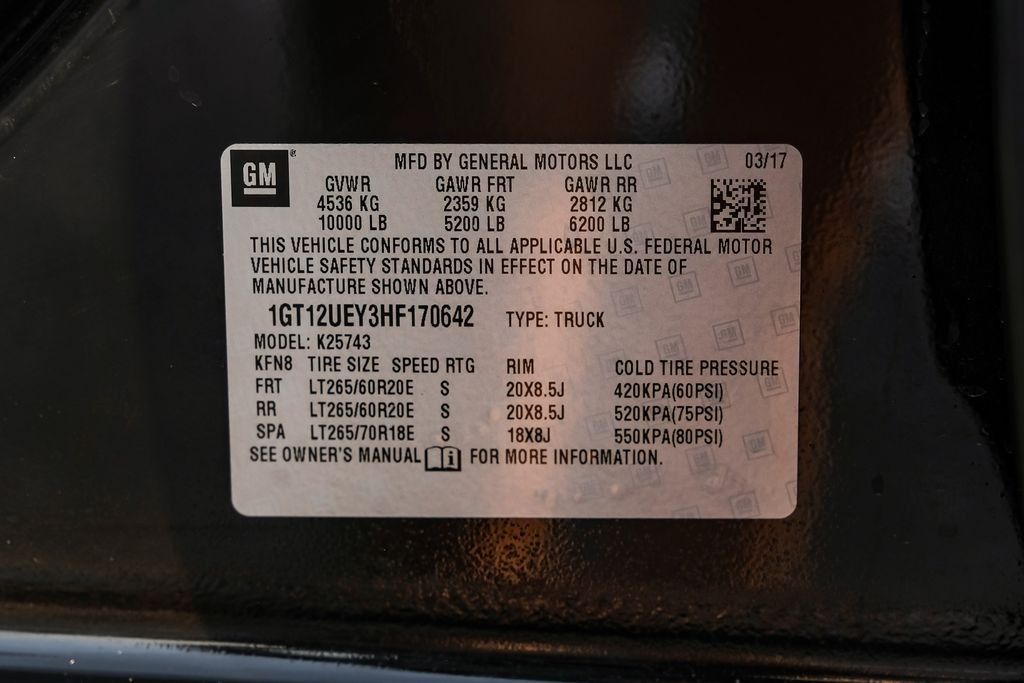 GM ® MFD BY GENERAL MOTORS LLC 03/17
GVWR GAWR FRT GAWR RR
4536 KG 2359 KG 2812 KG
10000 LB 5200 LB 6200 LB
THIS VEHICLE CONFORMS TO ALL APPLICABLE U.S. FEDERAL MOTOR
VEHICLE SAFETY STANDARDS IN EFFECT ON THE DATE OF
MANUFACTURE SHOWN ABOVE.
1GT12UEY3HF170642 TYPE: TRUCK
MODEL: K25743
KFN8 TIRE SIZE SPEED RTG RIM COLD TIRE PRESSURE
FRT LT265/60R20E S 20X8.5J 420KPA(60PSI)
RR LT265/60R20E S 20X8.5J 520KPA(75PSI)
SPA LT265/70R18E S 18X8J 550KPA(80PSI)
SEE OWNER'S MANUAL i FOR MORE INFORMATION.